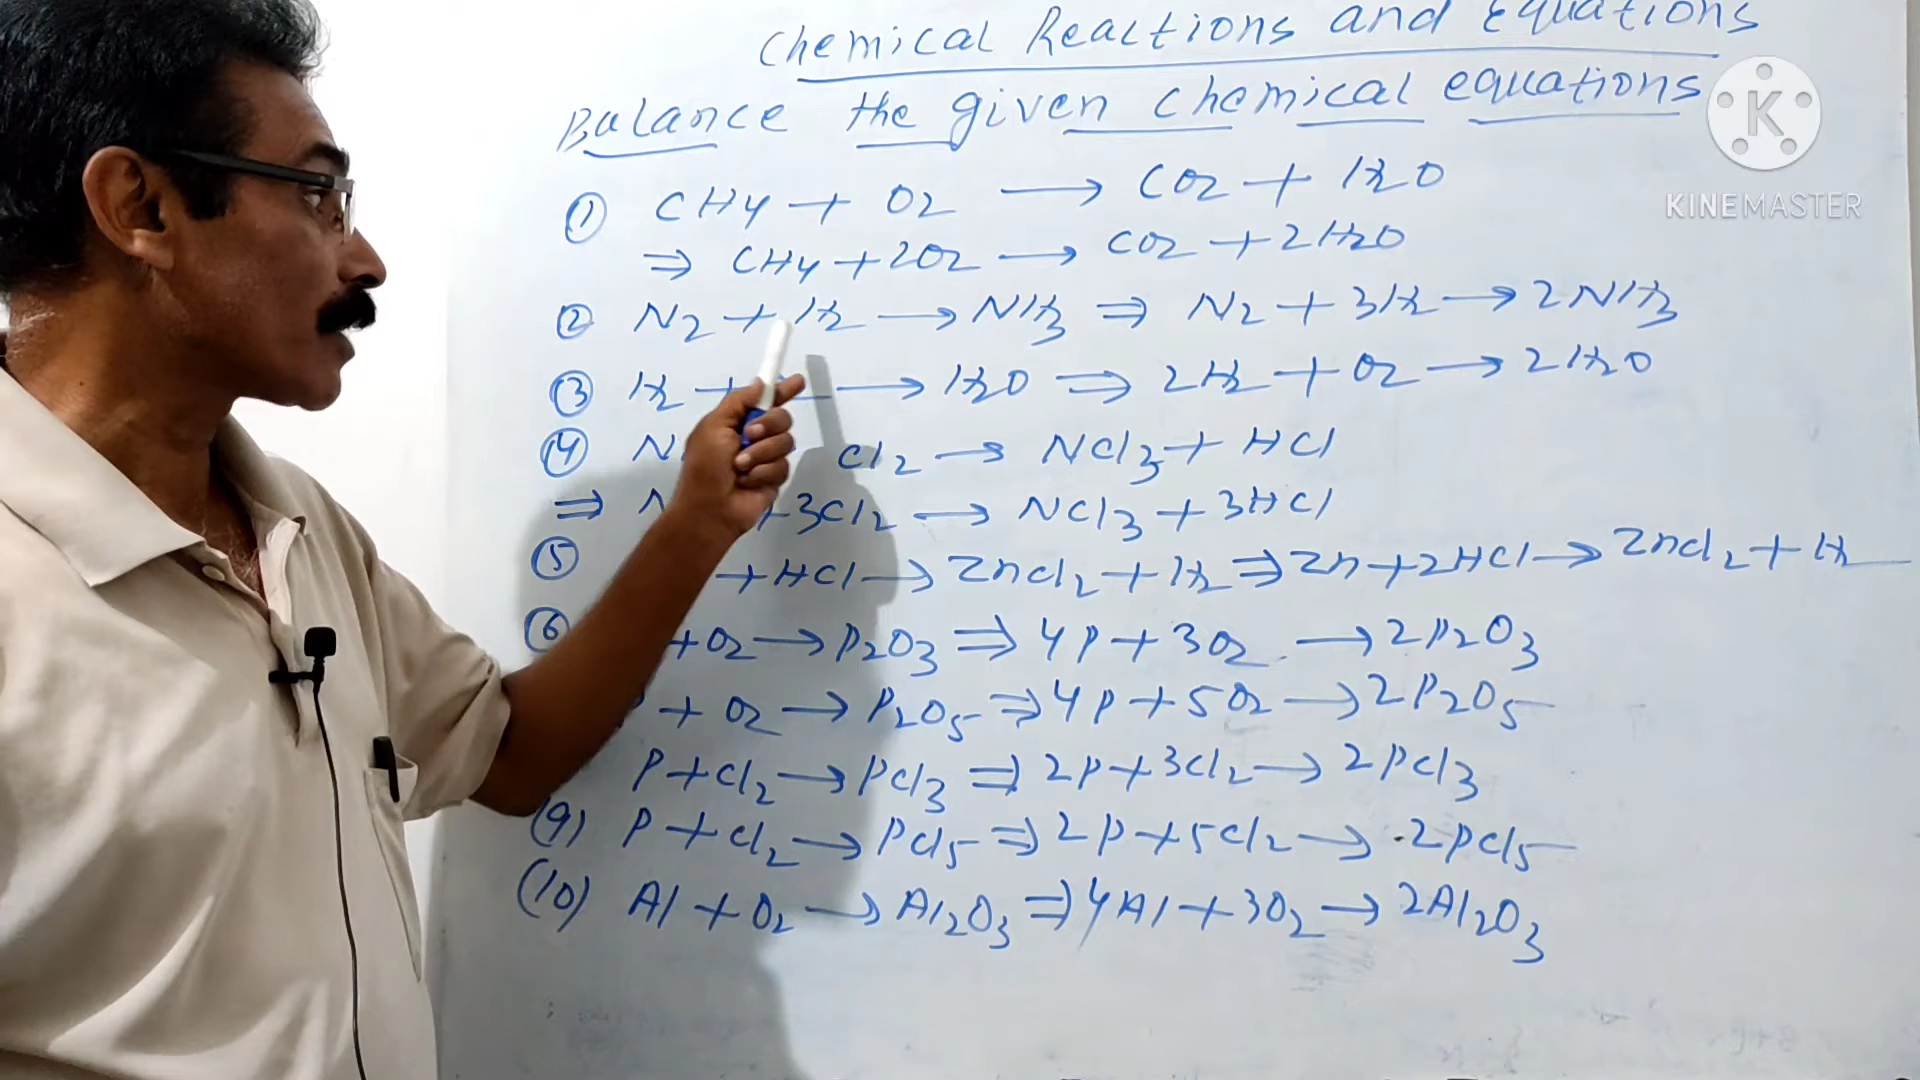 Chemical Reactions and Equations
Balance the given chemical equations
K
KINEMASTER
① CH4 + O2 → CO2 + H2O
⇒ CH4 + 2O2 → CO2 + 2H2O
② N2 + H2 → NH3 ⇒ N2 + 3H2 → 2NH3
③ H2 + → H2O ⇒ 2H2 + O2 → 2H2O
④ N Cl2 → NCl3 + HCl
⇒ N + 3Cl2 → NCl3 + 3HCl
⑤ + HCl → ZnCl2 + H2 ⇒ Zn + 2HCl → ZnCl2 + H2
⑥ + O2 → P2O3 ⇒ 4P + 3O2 → 2P2O3
P + O2 → P2O5 ⇒ 4P + 5O2 → 2P2O5
P + Cl2 → PCl3 ⇒ 2P + 3Cl2 → 2PCl3
(9) P + Cl2 → PCl5 ⇒ 2P + 5Cl2 → 2PCl5
(10) Al + O2 → Al2O3 ⇒ 4Al + 3O2 → 2Al2O3